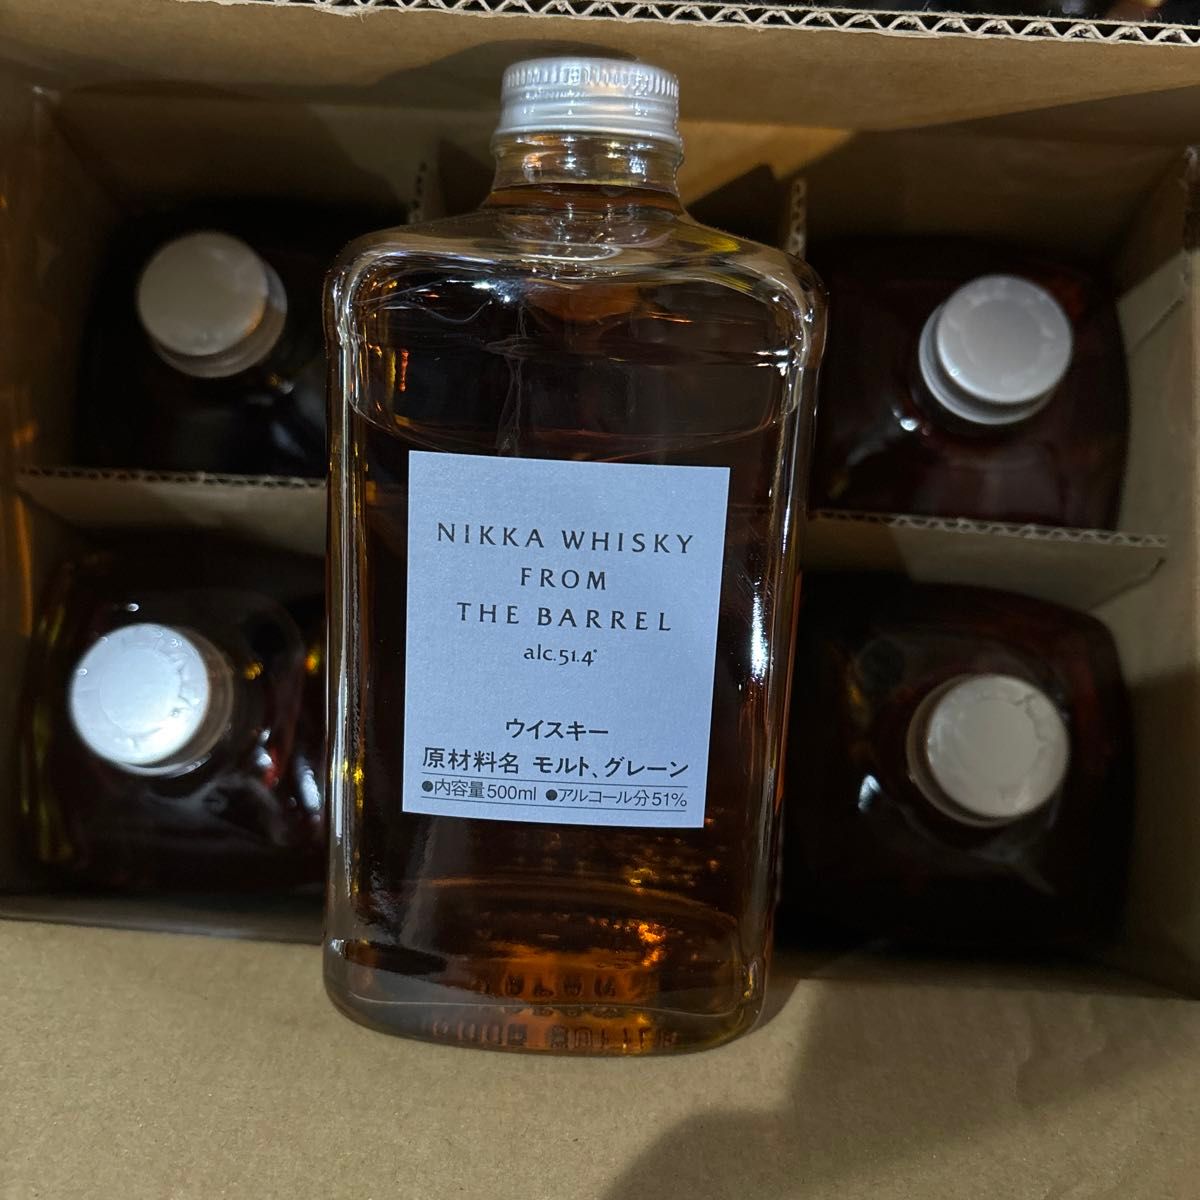 NIKKA WHISKY
FROM
THE BARREL
alc.51.4°
ウイスキー
原材料名 モルト、グレーン
●内容量500ml ●アルコール分51%